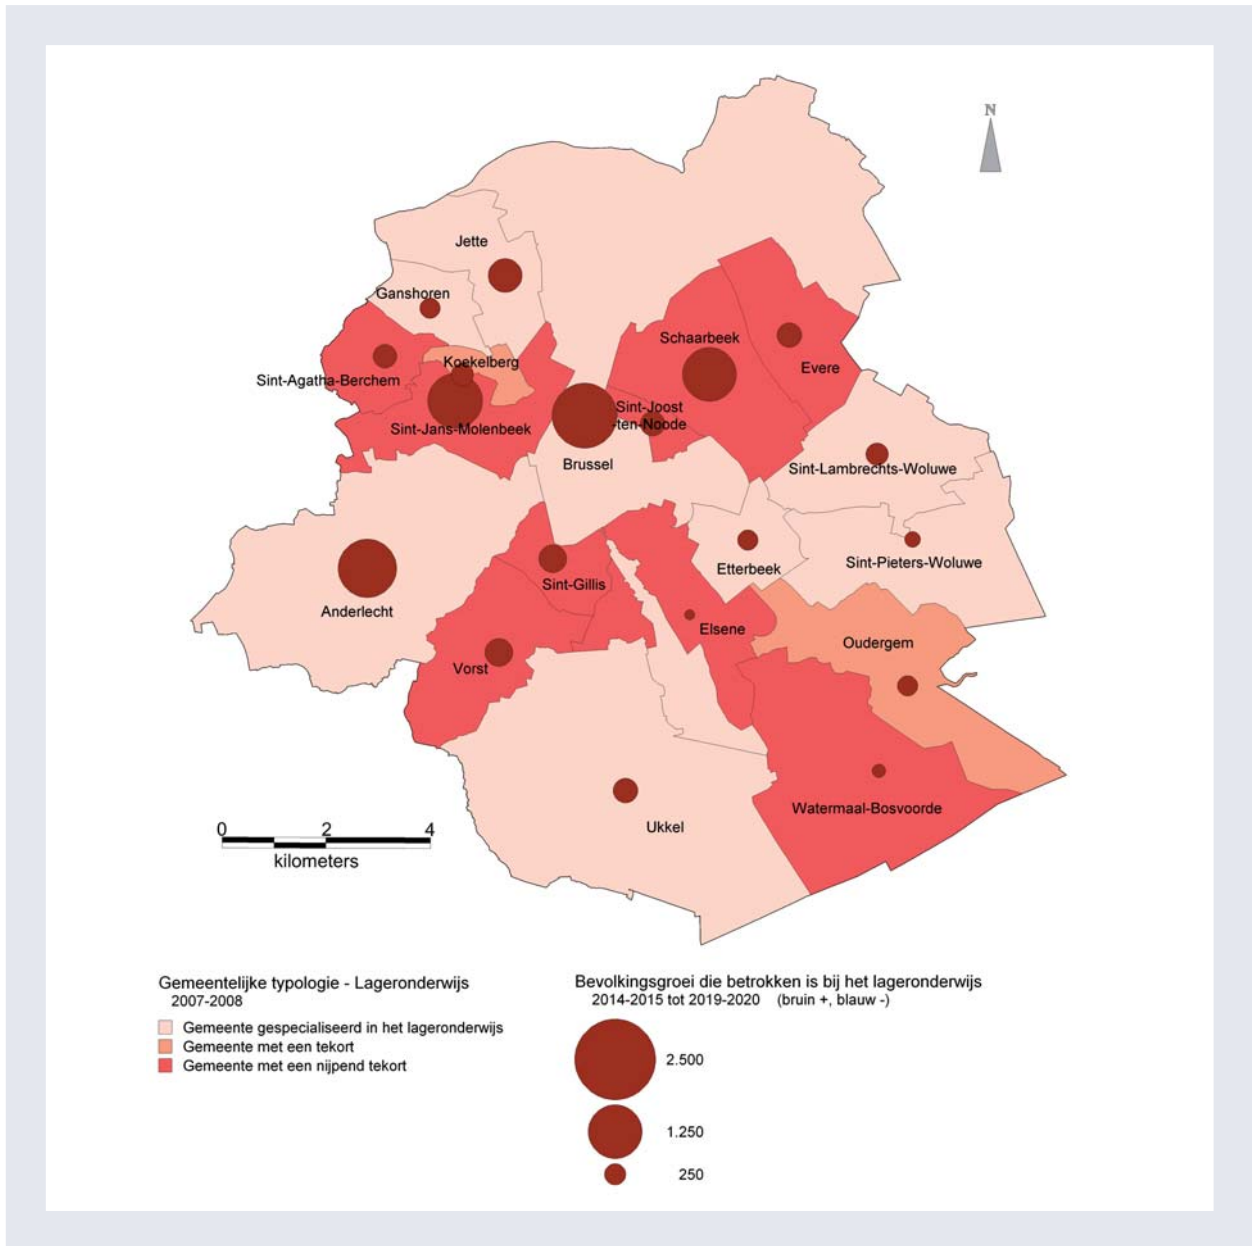 N
Jette
Ganshoren
Schaarbeek
Koekelberg
Evere
Sint-Agatha-Berchem
Sint-Joost
-ten-Noode
Sint-Jans-Molenbeek
Brussel
Sint-Lambrechts-Woluwe
Sint-Pieters-Woluwe
Etterbeek
Sint-Gillis
Anderlecht
Elsene
Oudergem
Vorst
Watermaal-Bosvoorde
Ukkel
0 2 4
kilometers
Gemeentelijke typologie - Lageronderwijs
2007-2008
Gemeente gespecialiseerd in het lageronderwijs
Gemeente met een tekort
Gemeente met een nijpend tekort
Bevolkingsgroei die betrokken is bij het lageronderwijs
2014-2015 tot 2019-2020 (bruin +, blauw -)
2.500
1.250
250